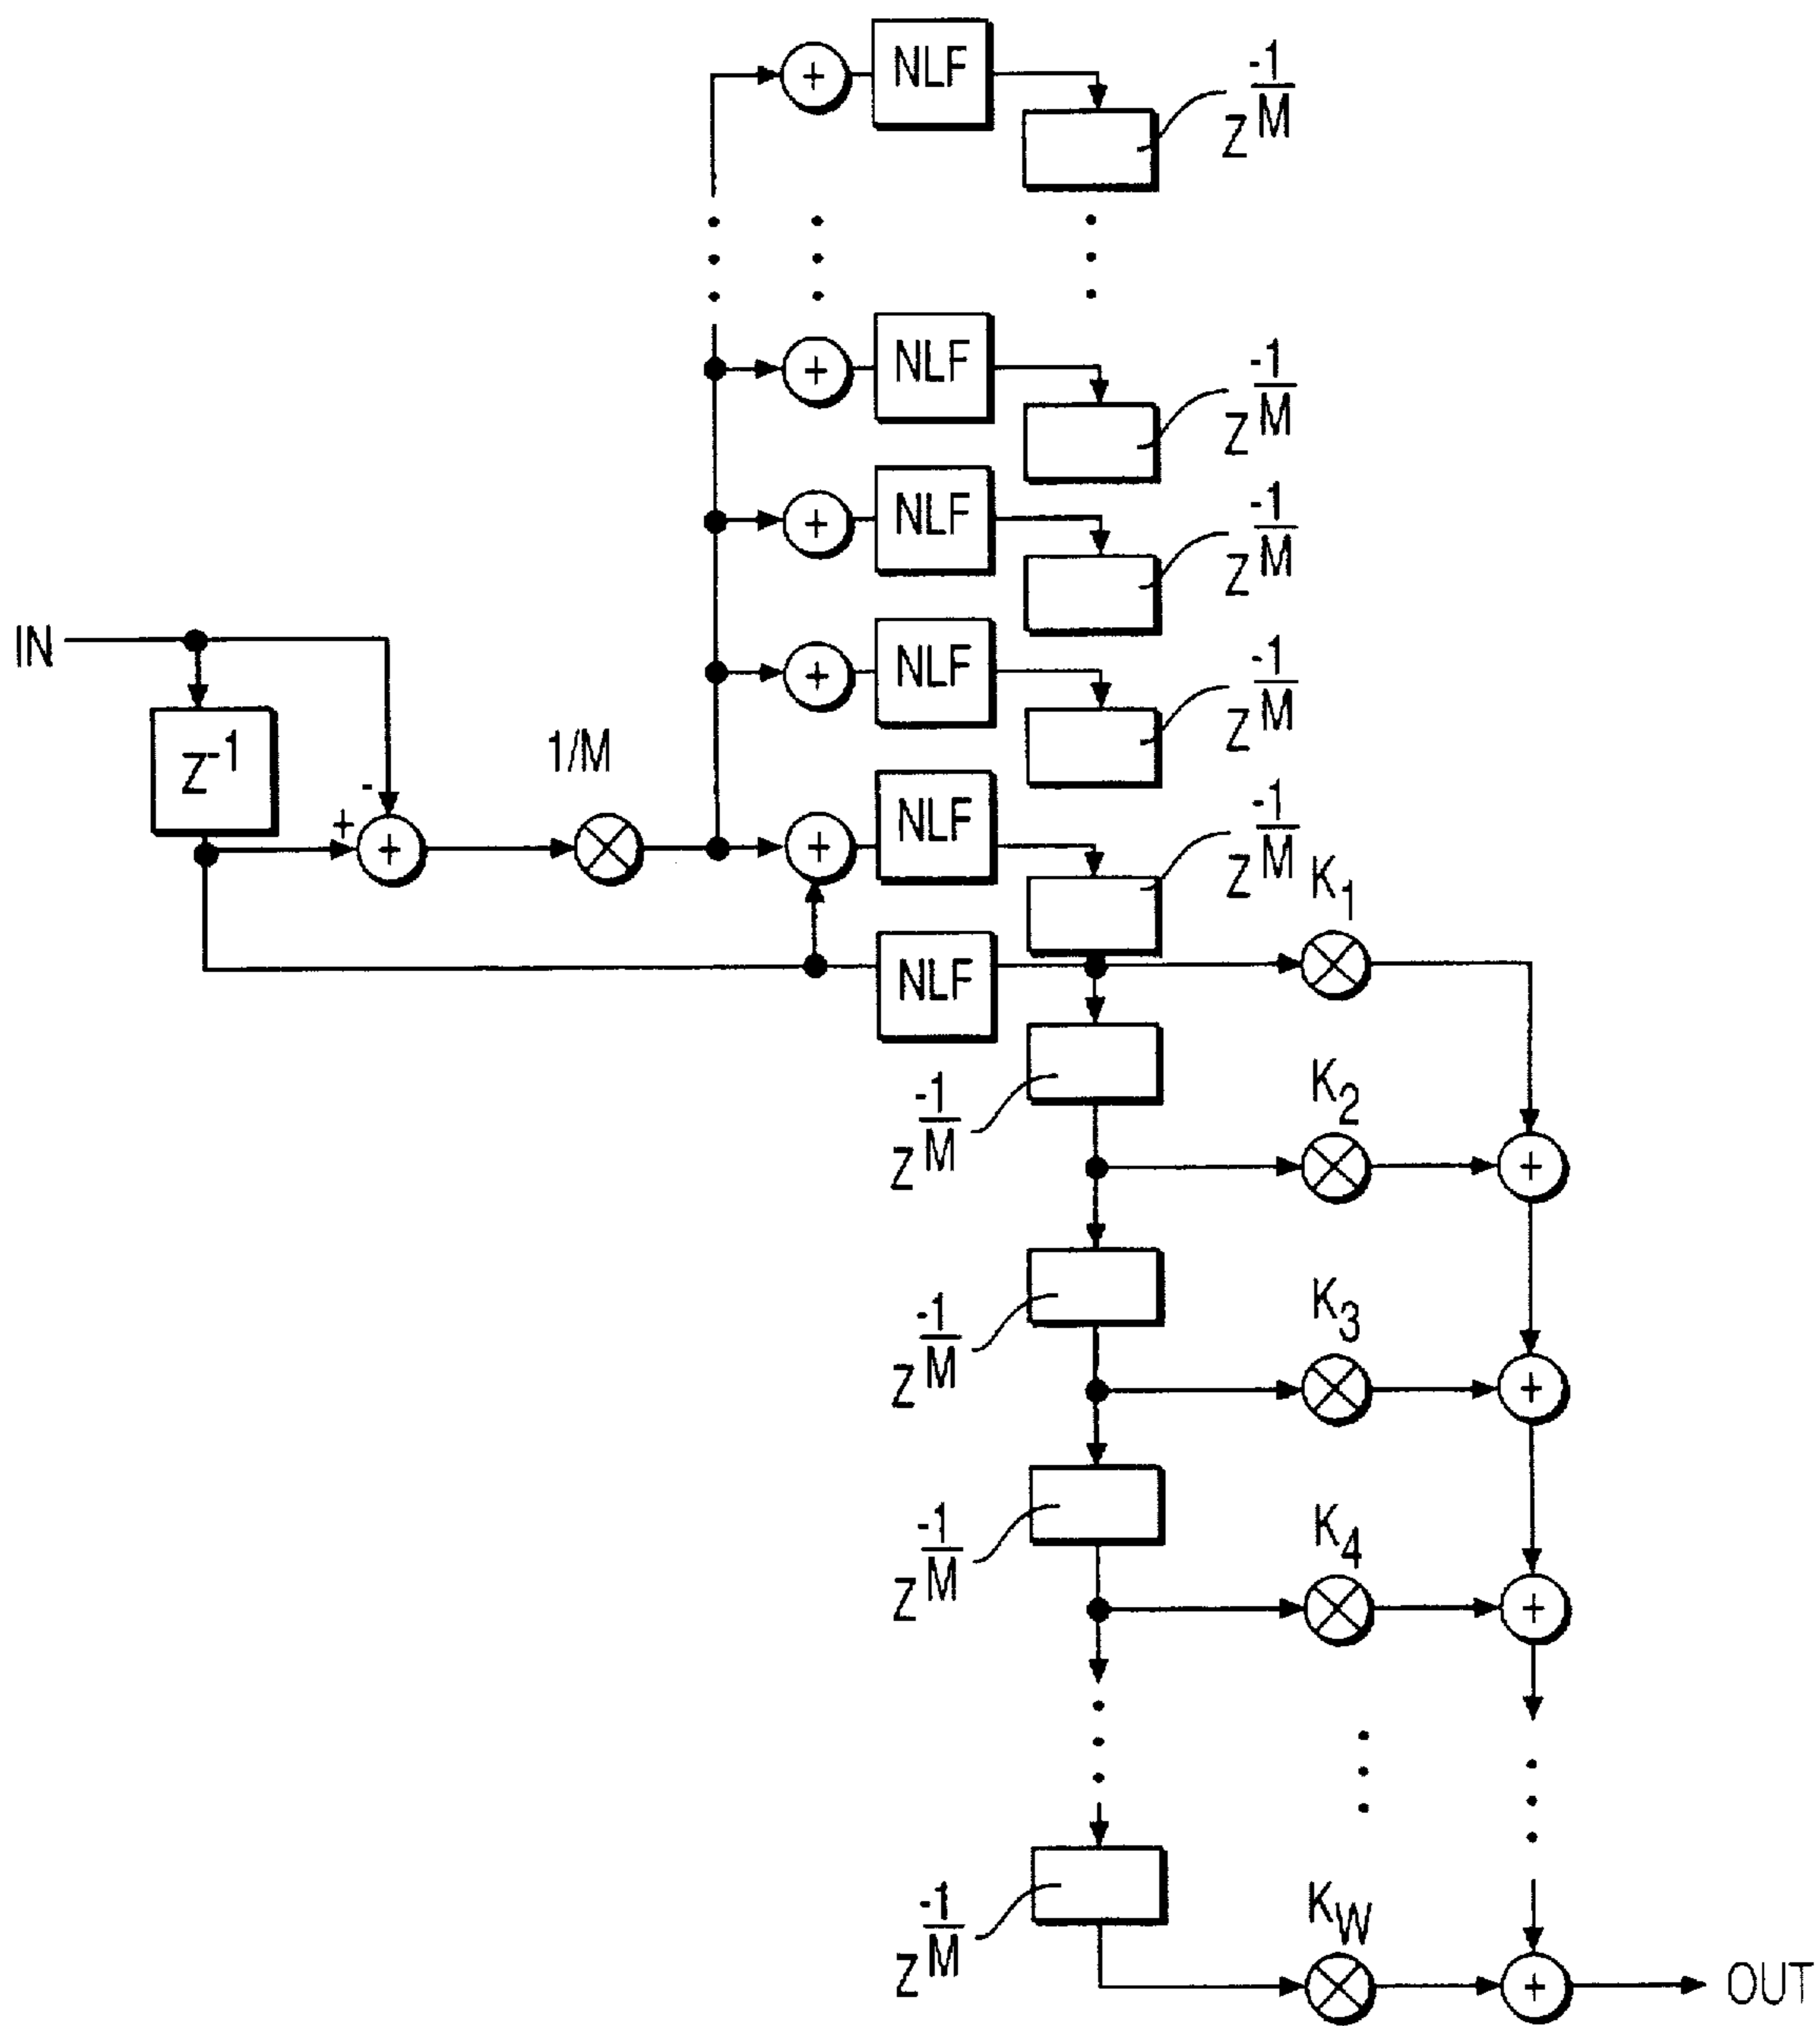 NLF
Z -1/M
NLF
Z -1/M
NLF
Z -1/M
NLF
Z -1/M
IN
Z-1
-
+
+
1/M
+
NLF
Z -1/M
K1
NLF
Z -1/M
K2
+
Z -1/M
K3
+
Z -1/M
K4
+
Z -1/M
KW
+
OUT
+
+
+
+